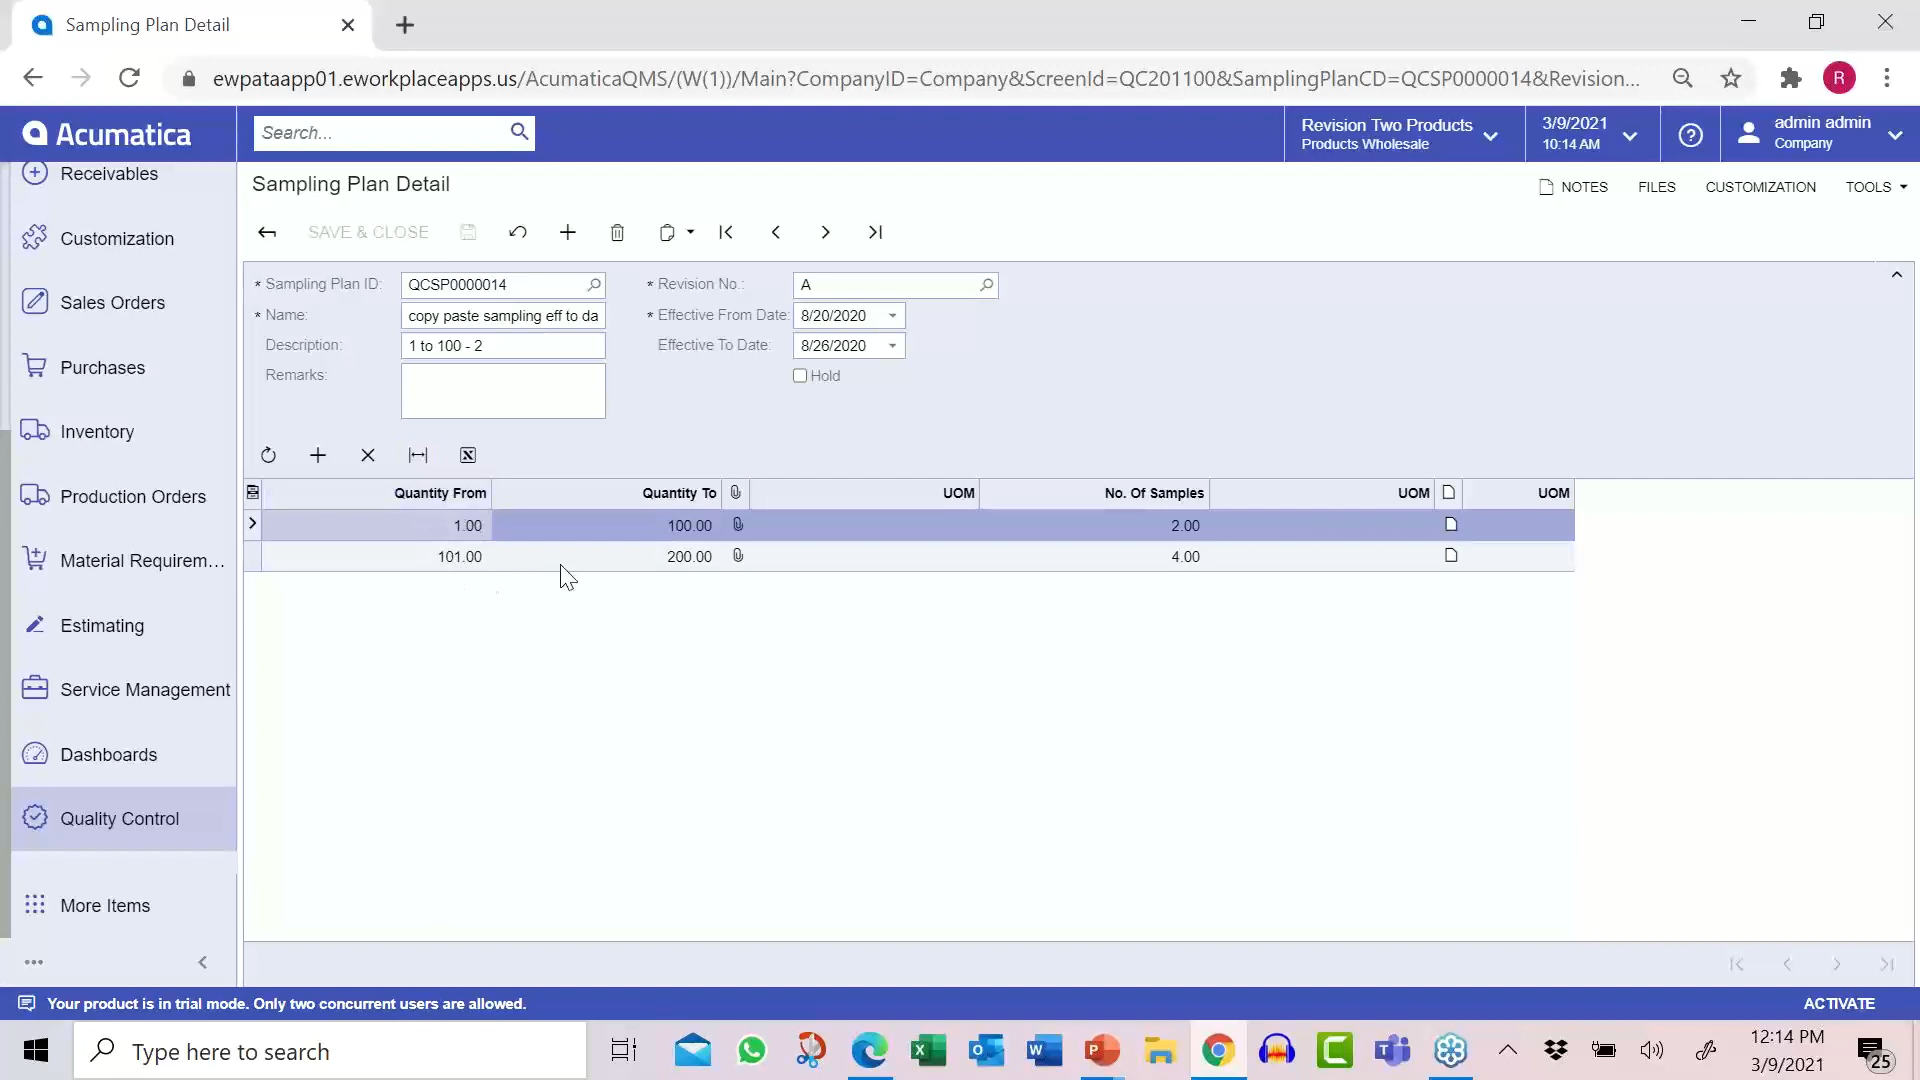 Sampling Plan Detail
ewpataapp01.eworkplaceapps.us/AcumaticaQMS/(W(1))/Main?CompanyID=Company&ScreenId=QC201100&SamplingPlanCD=QCSP0000014&Revision...
R
Acumatica
Search...
Revision Two Products
Products Wholesale
3/9/2021
10:14 AM
admin admin
Company
Receivables
Customization
Sales Orders
Purchases
Inventory
Production Orders
Material Requirem...
Estimating
Service Management
Dashboards
Quality Control
More Items
Sampling Plan Detail
NOTES FILES CUSTOMIZATION TOOLS
SAVE & CLOSE
* Sampling Plan ID: QCSP0000014 * Revision No.: A
* Name: copy paste sampling eff to da * Effective From Date: 8/20/2020
Description: 1 to 100 - 2 Effective To Date: 8/26/2020
Remarks: Hold
Quantity From Quantity To UOM No. Of Samples UOM UOM
1.00 100.00 2.00
101.00 200.00 4.00
Your product is in trial mode. Only two concurrent users are allowed. ACTIVATE
Type here to search
12:14 PM
3/9/2021
25